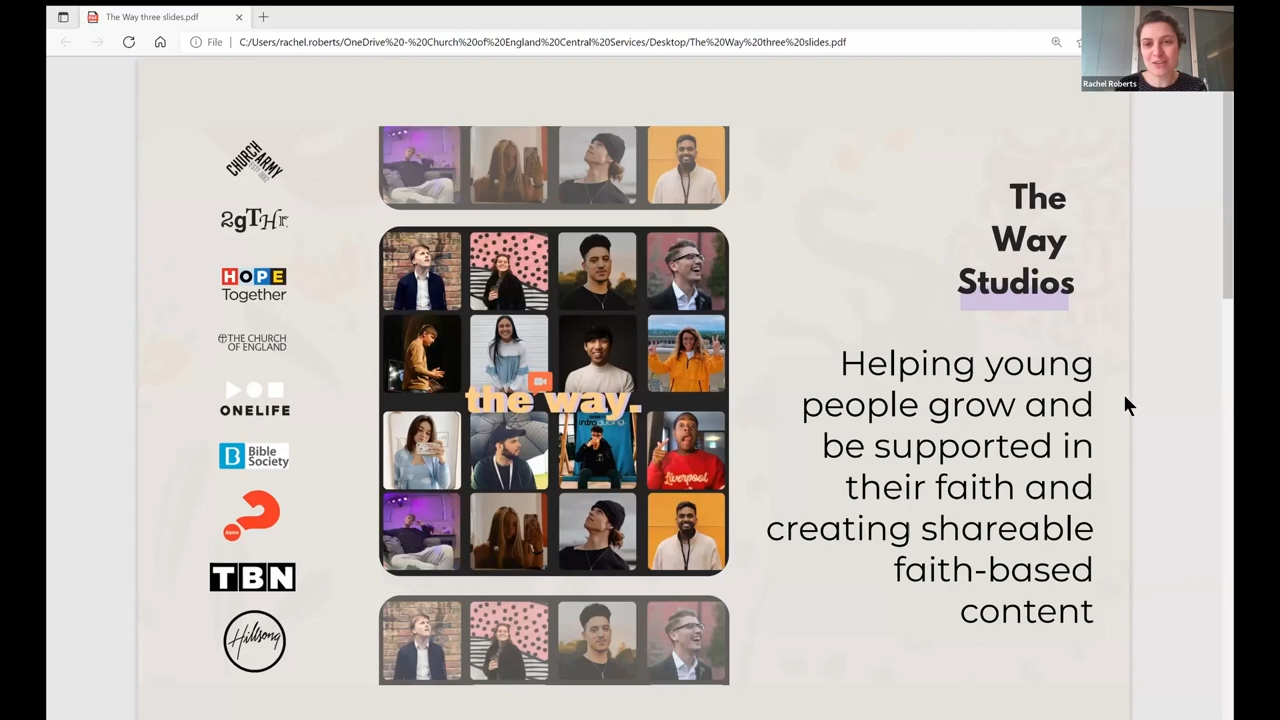 The Way three slides.pdf
File
C:/Users/rachel.roberts/OneDrive%20-%20Church%20of%20England%20Central%20Services/Desktop/The%20Way%20three%20slides.pdf
Rachel Roberts
CHURCH
ARMY
2gTHr.
HOPE
Together
THE CHURCH
OF ENGLAND
ONELIFE
B Bible
Society
Alpha
TBN
Hillsong
the way.
introducing
Liverpool
The
Way
Studios
Helping young
people grow and
be supported in
their faith and
creating shareable
faith-based
content